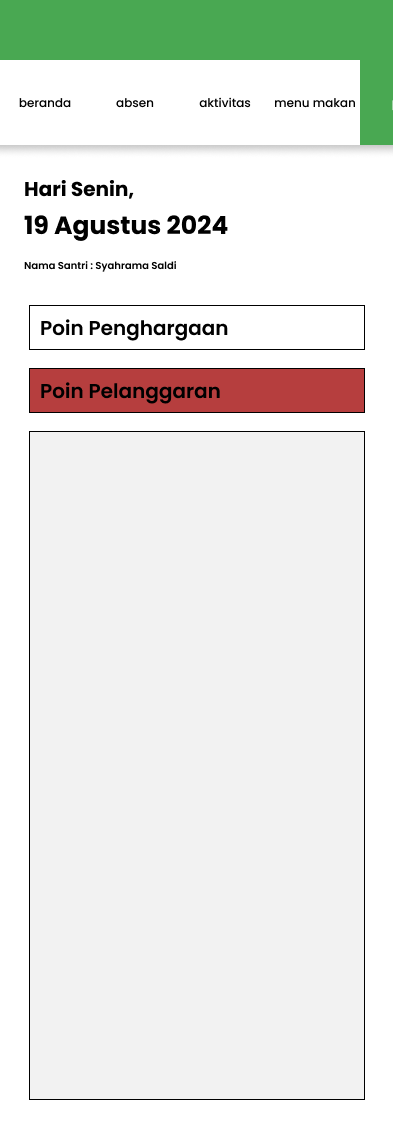 beranda absen aktivitas menu makan
Hari Senin,
19 Agustus 2024
Nama Santri : Syahrama Saldi
Poin Penghargaan
Poin Pelanggaran